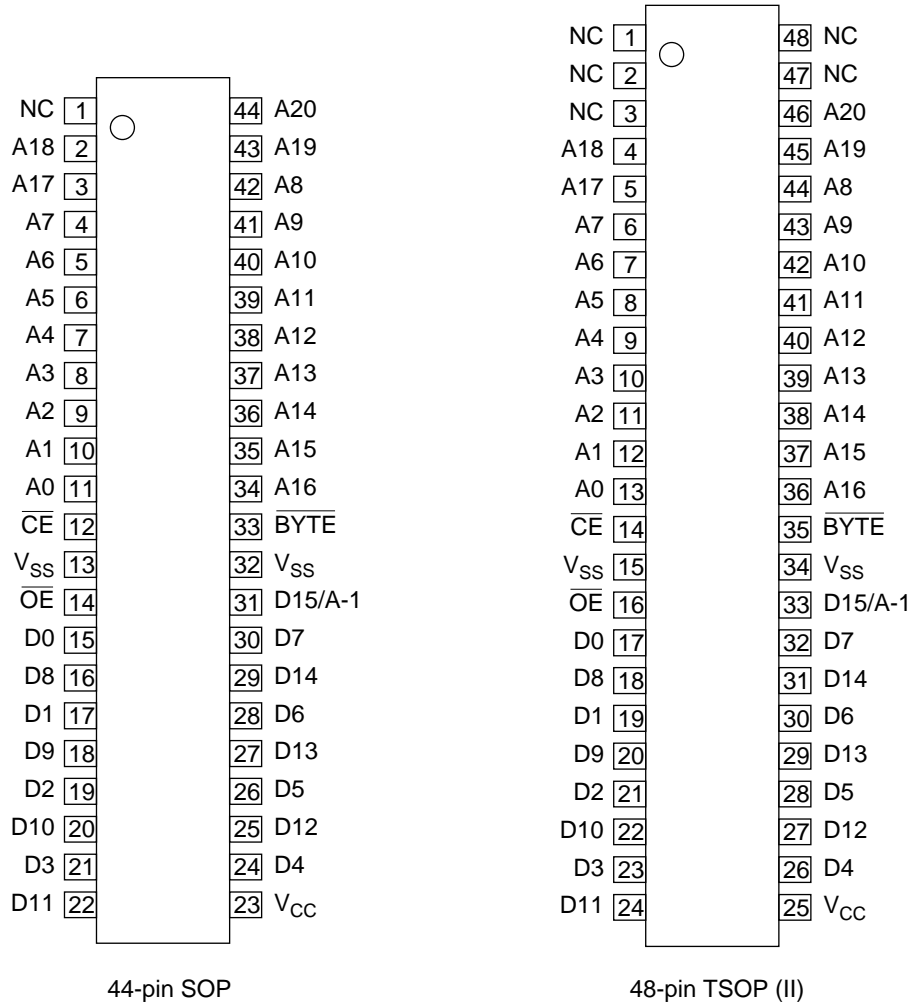 NC 1 44 A20
A18 2 43 A19
A17 3 42 A8
A7 4 41 A9
A6 5 40 A10
A5 6 39 A11
A4 7 38 A12
A3 8 37 A13
A2 9 36 A14
A1 10 35 A15
A0 11 34 A16
C̅E̅ 12 33 B̅Y̅T̅E̅
VSS 13 32 VSS
O̅E̅ 14 31 D15/A-1
D0 15 30 D7
D8 16 29 D14
D1 17 28 D6
D9 18 27 D13
D2 19 26 D5
D10 20 25 D12
D3 21 24 D4
D11 22 23 VCC
44-pin SOP
NC 1 48 NC
NC 2 47 NC
NC 3 46 A20
A18 4 45 A19
A17 5 44 A8
A7 6 43 A9
A6 7 42 A10
A5 8 41 A11
A4 9 40 A12
A3 10 39 A13
A2 11 38 A14
A1 12 37 A15
A0 13 36 A16
C̅E̅ 14 35 B̅Y̅T̅E̅
VSS 15 34 VSS
O̅E̅ 16 33 D15/A-1
D0 17 32 D7
D8 18 31 D14
D1 19 30 D6
D9 20 29 D13
D2 21 28 D5
D10 22 27 D12
D3 23 26 D4
D11 24 25 VCC
48-pin TSOP (II)